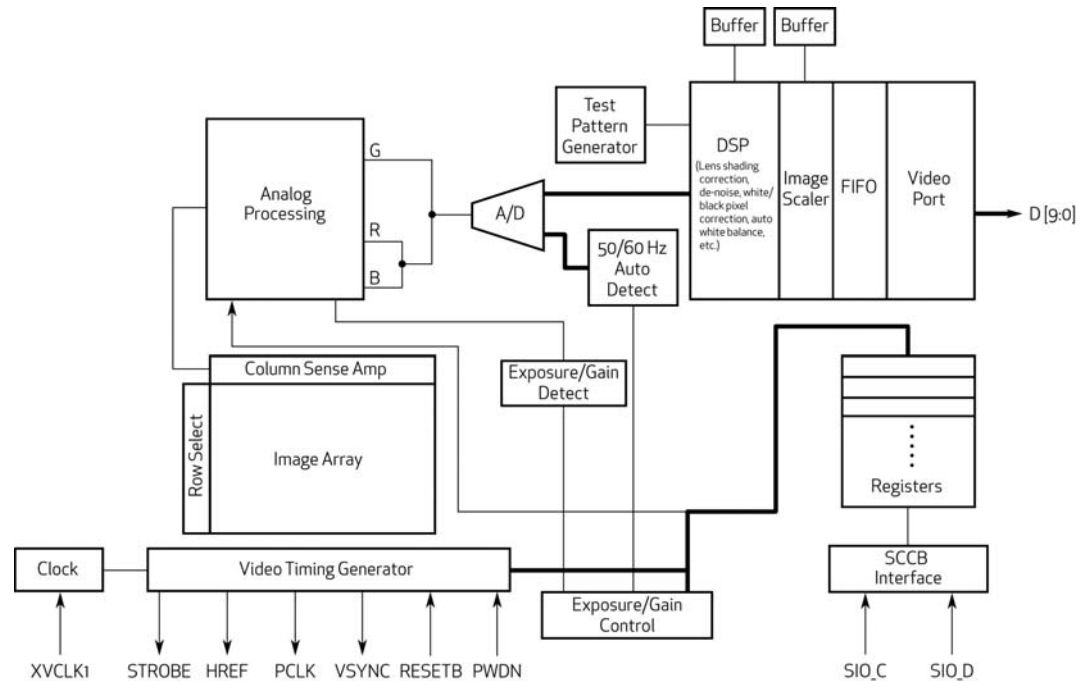 Buffer
Buffer
Test
Pattern
Generator
DSP
(Lens shading
correction,
de-noise, white/
black pixel
correction, auto
white balance,
etc.)
Image
Scaler
FIFO
Video
Port
D [9:0]
Analog
Processing
G
R
B
A/D
50/60 Hz
Auto
Detect
Column Sense Amp
Row Select
Image Array
Exposure/Gain
Detect
Registers
Clock
Video Timing Generator
Exposure/Gain
Control
SCCB
Interface
XVCLK1
STROBE
HREF
PCLK
VSYNC
RESETB
PWDN
SIO_C
SIO_D